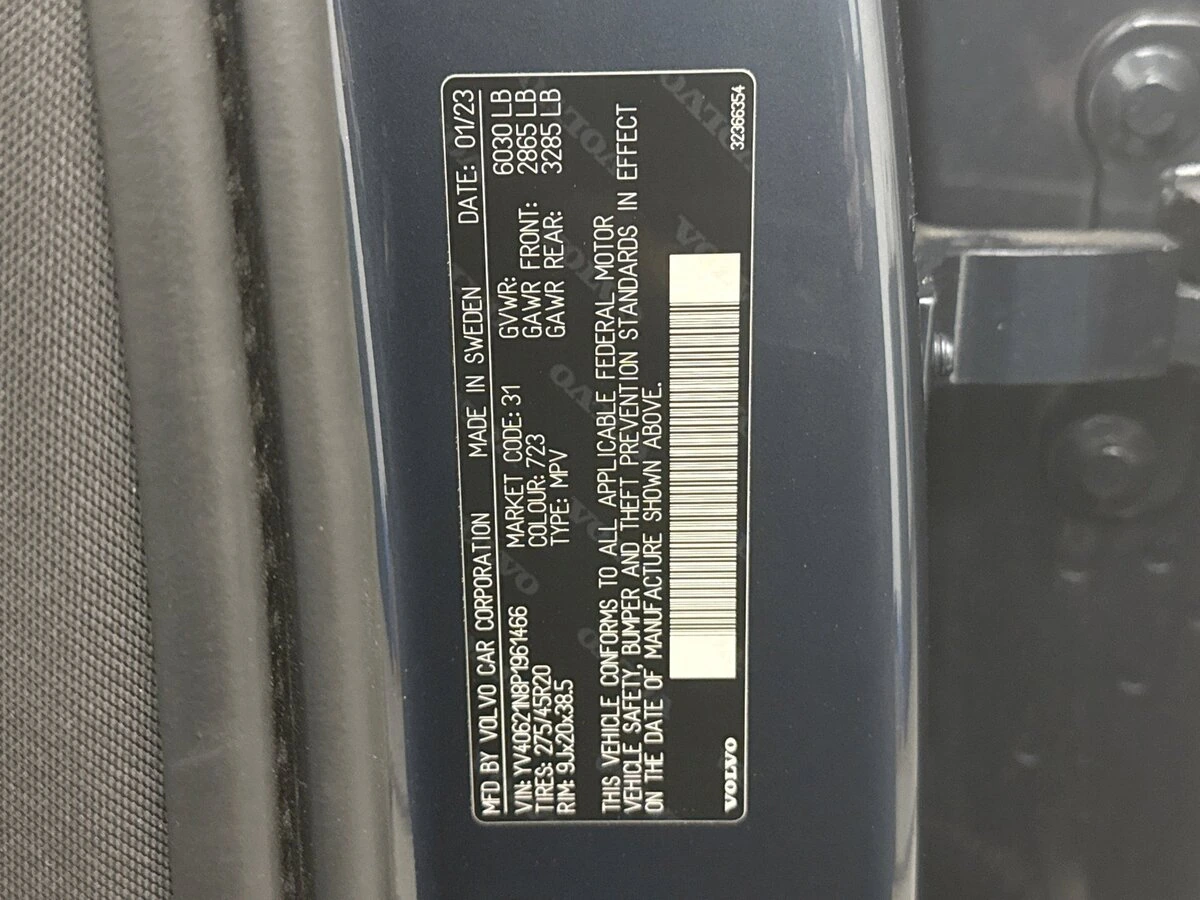 MFD BY VOLVO CAR CORPORATION MADE IN SWEDEN DATE: 01/23
VIN: YV40621N8P1961466 MARKET CODE: 31 GVWR: 6030 LB
TIRES: 275/45R20 COLOUR: 723 GAWR FRONT: 2865 LB
RIM: 9Jx20x38.5 TYPE: MPV GAWR REAR: 3285 LB
THIS VEHICLE CONFORMS TO ALL APPLICABLE FEDERAL MOTOR
VEHICLE SAFETY, BUMPER AND THEFT PREVENTION STANDARDS IN EFFECT
ON THE DATE OF MANUFACTURE SHOWN ABOVE.
VOLVO 32366354